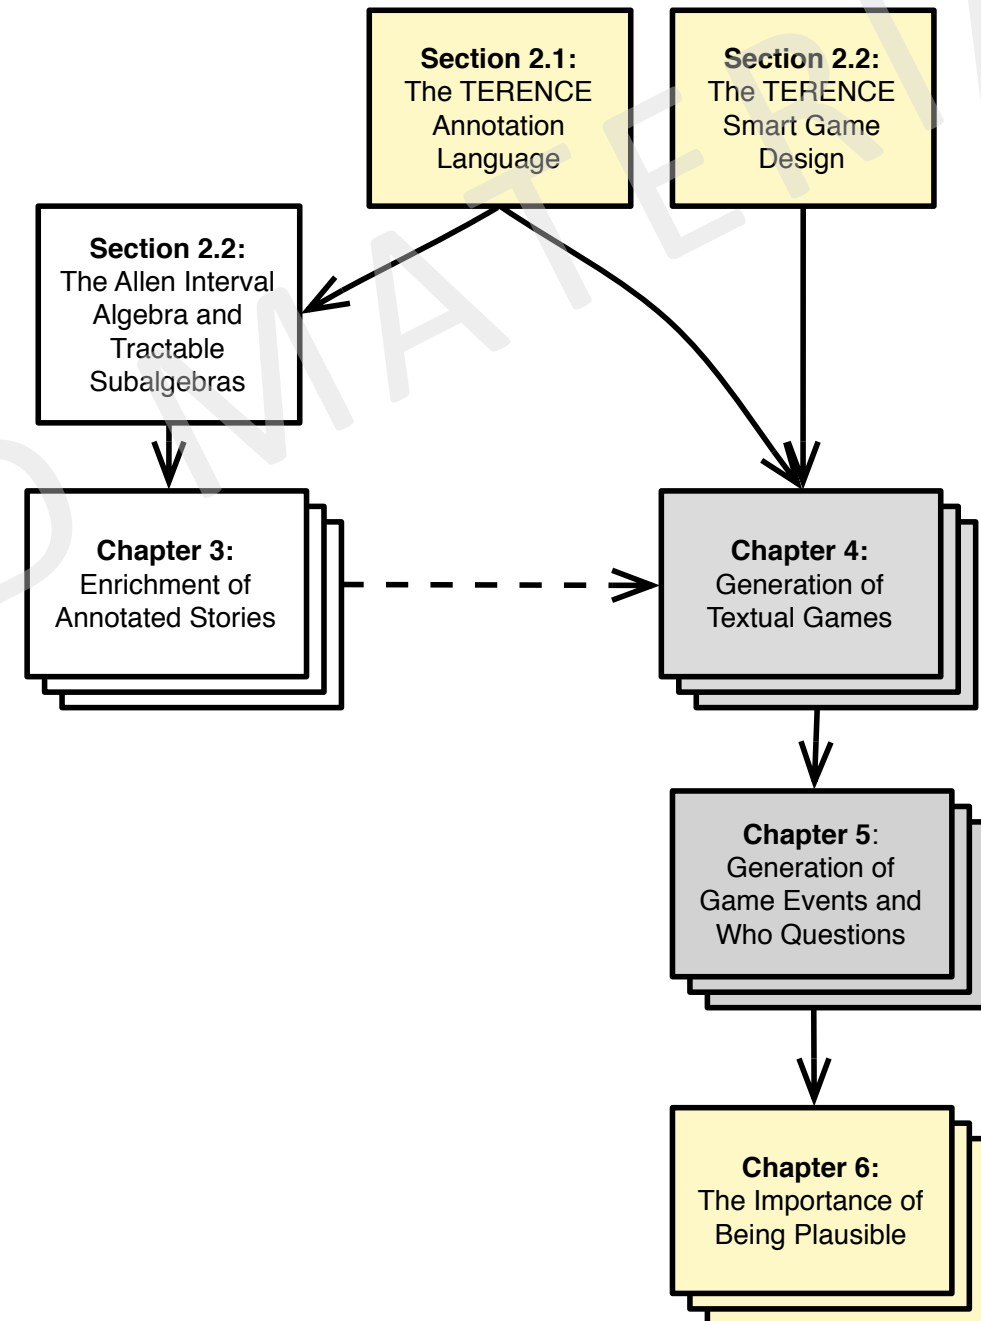 Section 2.1:
The TERENCE
Annotation
Language
Section 2.2:
The TERENCE
Smart Game
Design
Section 2.2:
The Allen Interval
Algebra and
Tractable
Subalgebras
Chapter 3:
Enrichment of
Annotated Stories
Chapter 4:
Generation of
Textual Games
Chapter 5:
Generation of
Game Events and
Who Questions
Chapter 6:
The Importance of
Being Plausible
D MATERI